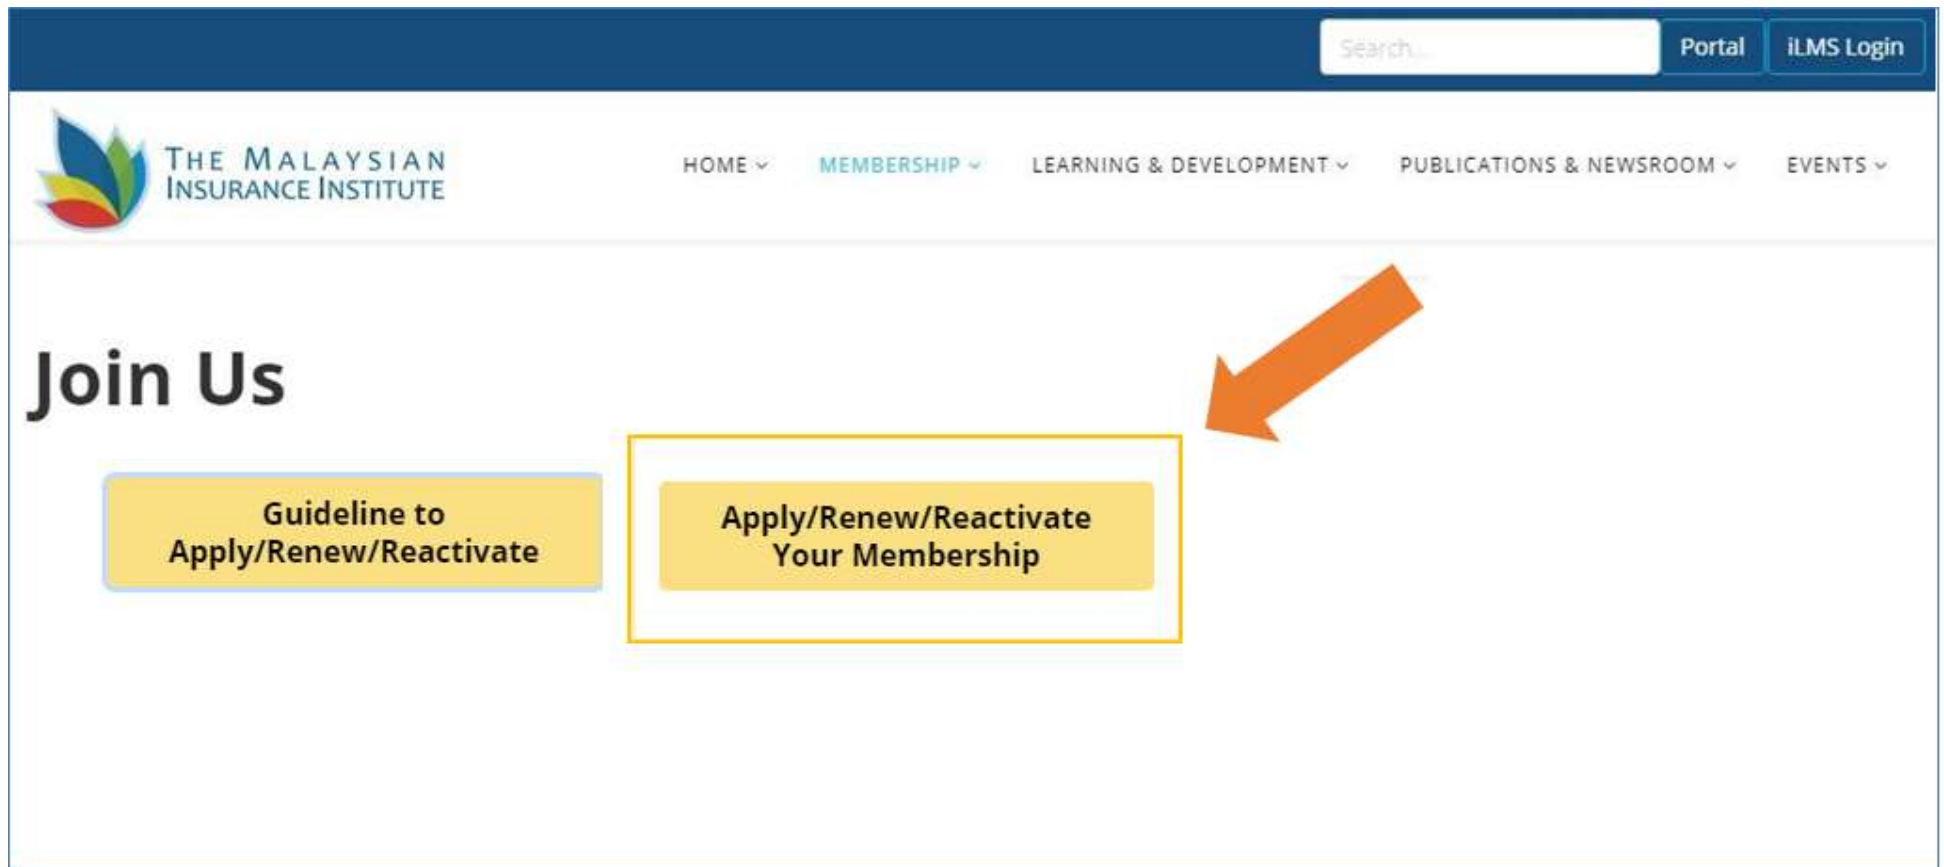 Search...
Portal
iLMS Login
THE MALAYSIAN
INSURANCE INSTITUTE
HOME
MEMBERSHIP
LEARNING & DEVELOPMENT
PUBLICATIONS & NEWSROOM
EVENTS
Join Us
Guideline to
Apply/Renew/Reactivate
Apply/Renew/Reactivate
Your Membership